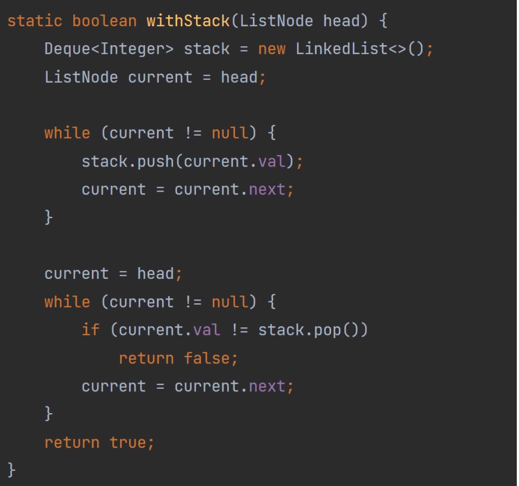 static boolean withStack(ListNode head) {
    Deque<Integer> stack = new LinkedList<>();
    ListNode current = head;

    while (current != null) {
        stack.push(current.val);
        current = current.next;
    }

    current = head;
    while (current != null) {
        if (current.val != stack.pop())
            return false;
        current = current.next;
    }
    return true;
}